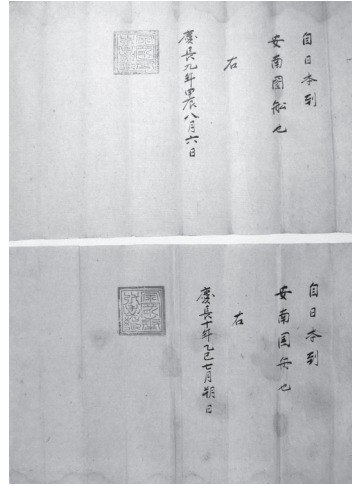 自日本到
安南國舩也
右
慶長九年甲辰八月六日
自日本到
安南国舟也
右
慶長十年乙巳七月朔日